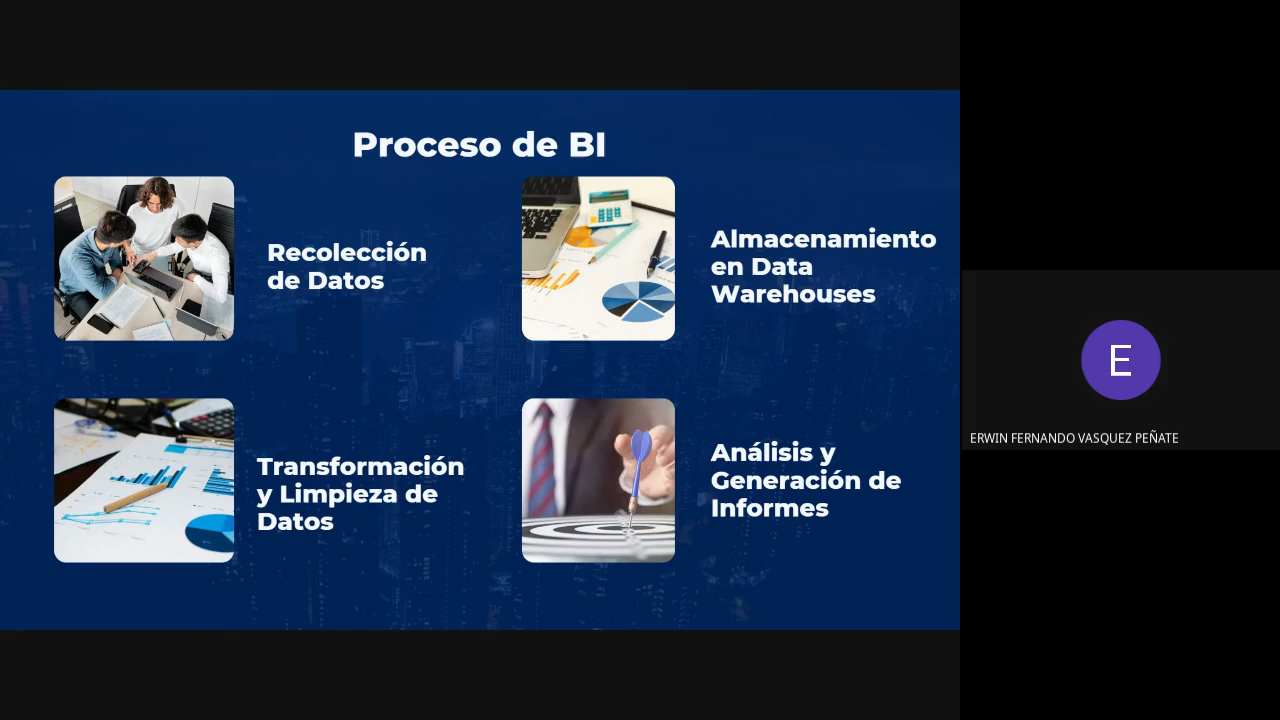 Proceso de BI
Recolección
de Datos
Almacenamiento
en Data
Warehouses
Transformación
y Limpieza de
Datos
Análisis y
Generación de
Informes
E
ERWIN FERNANDO VASQUEZ PEÑATE